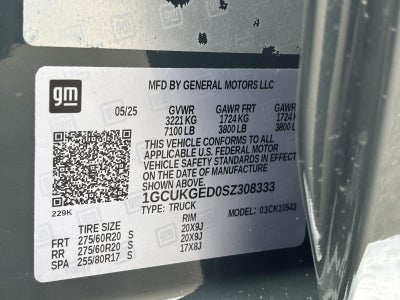 gm
MFD BY GENERAL MOTORS LLC
05/25 GVWR GAWR FRT GAWR
3221 KG 1724 KG 1724
7100 LB 3800 LB 3800 L
THIS VEHICLE CONFORMS TO ALL
APPLICABLE U.S. FEDERAL MOTOR
VEHICLE SAFETY STANDARDS IN EFFECT
ON THE DATE OF MANUFACTURE
SHOWN ABOVE.
1GCUKGED0SZ308333
229K TYPE: TRUCK MODEL: 03CK10543
TIRE SIZE RIM
FRT 275/60R20 S 20X9J
RR 275/60R20 S 20X9J
SPA 255/80R17 S 17X8J